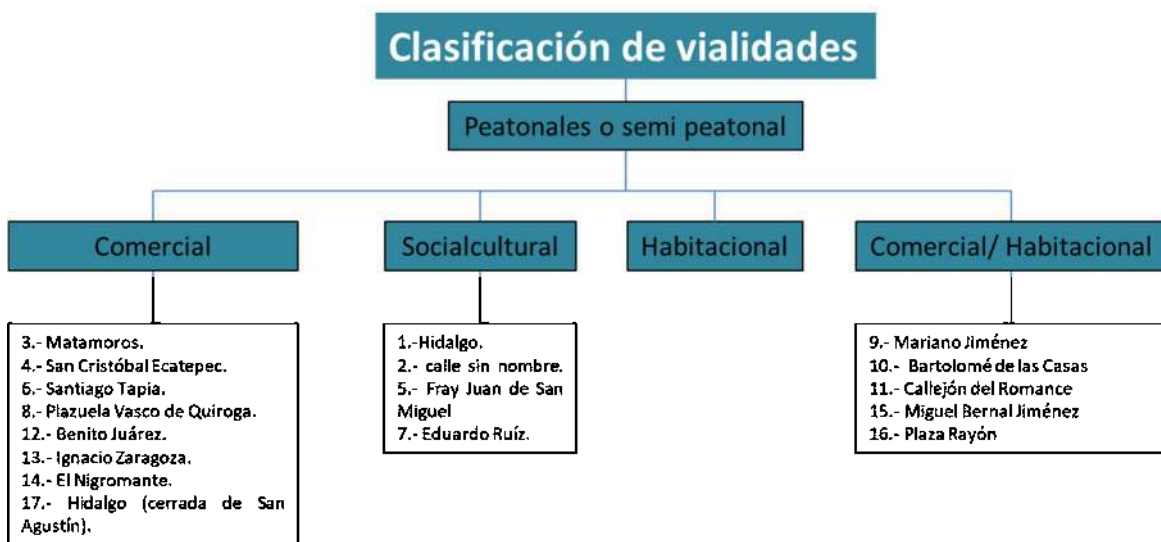 Clasificación de vialidades
Peatonales o semi peatonal
Comercial
Socialcultural
Habitacional
Comercial/ Habitacional
3.- Matamoros.
4.- San Cristóbal Ecatepec.
6.- Santiago Tapia.
8.- Plazuela Vasco de Quiroga.
12.- Benito Juárez.
13.- Ignacio Zaragoza.
14.- El Nigromante.
17.- Hidalgo (cerrada de San
Agustín).
1.-Hidalgo.
2.- calle sin nombre.
5.- Fray Juan de San
Miguel
7.- Eduardo Ruíz.
9.- Mariano Jiménez
10.- Bartolomé de las Casas
11.- Callejón del Romance
15.- Miguel Bernal Jiménez
16.- Plaza Rayón